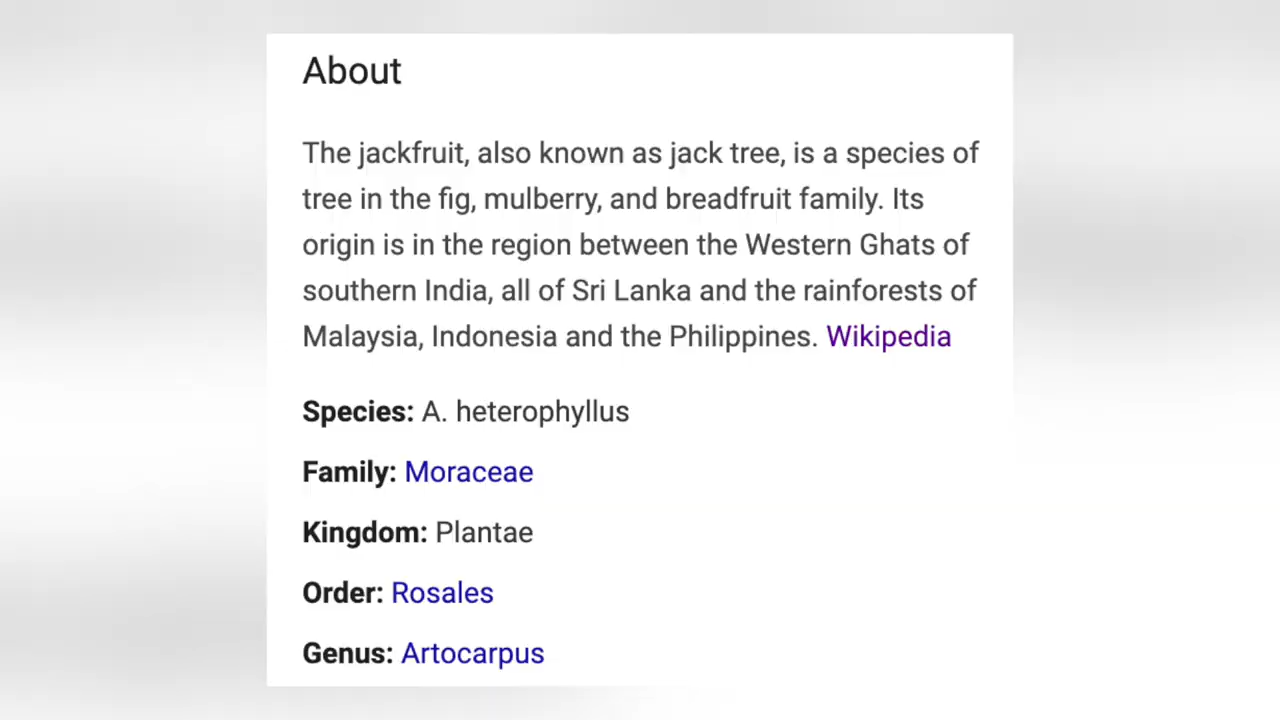 About
The jackfruit, also known as jack tree, is a species of
tree in the fig, mulberry, and breadfruit family. Its
origin is in the region between the Western Ghats of
southern India, all of Sri Lanka and the rainforests of
Malaysia, Indonesia and the Philippines. Wikipedia
Species: A. heterophyllus
Family: Moraceae
Kingdom: Plantae
Order: Rosales
Genus: Artocarpus